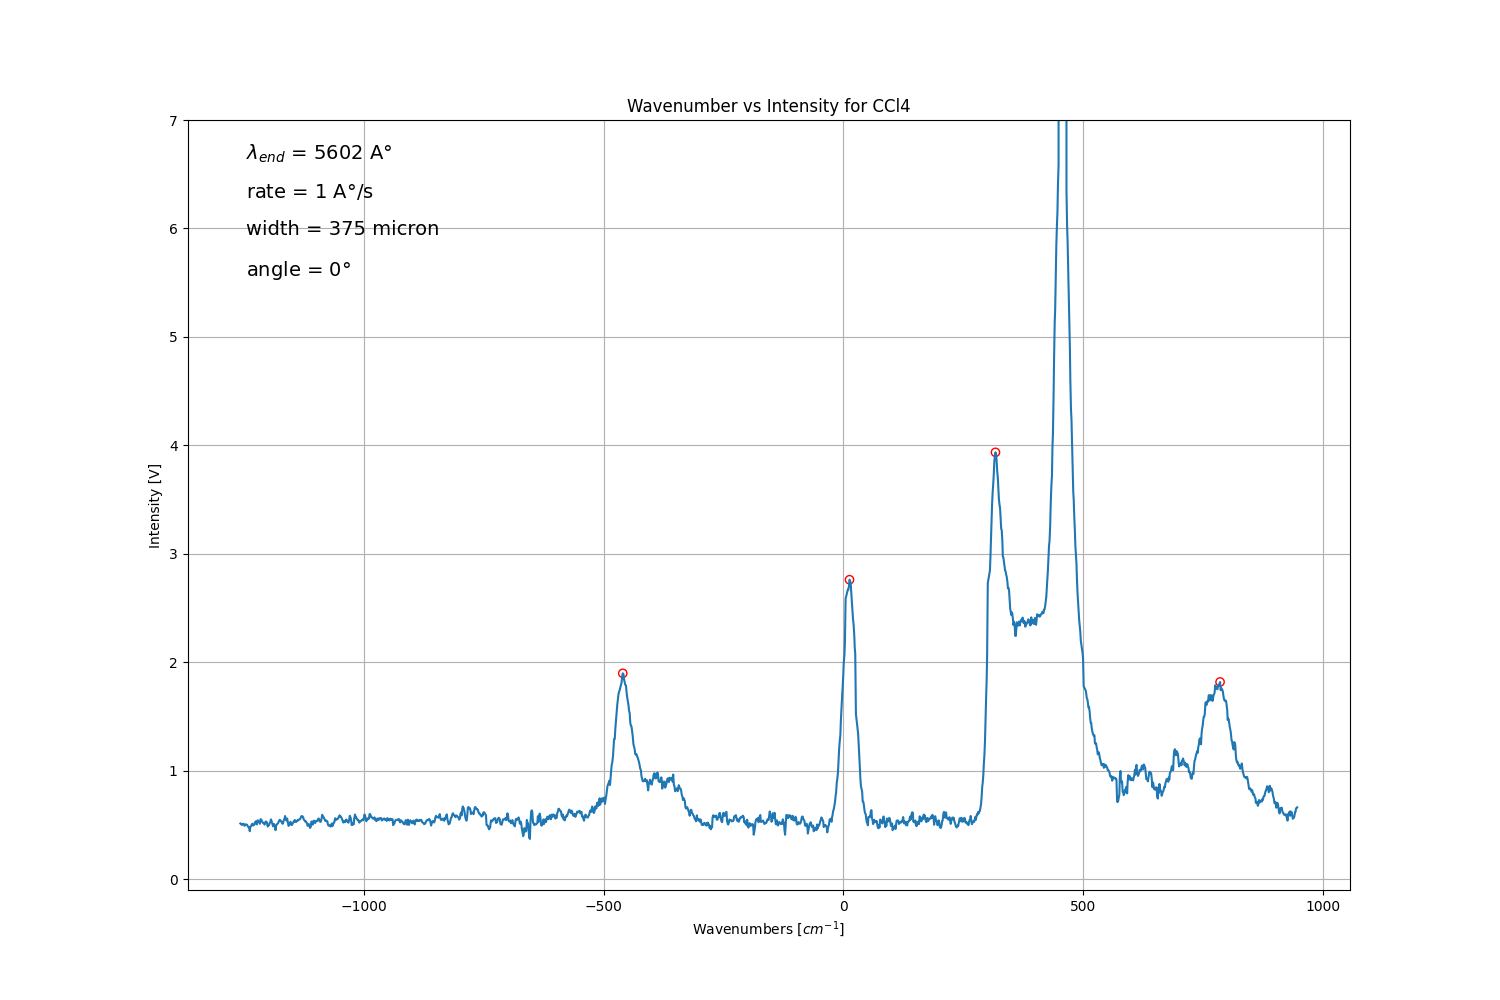 Wavenumber vs Intensity for CCl4
λend = 5602 A°
rate = 1 A°/s
width = 375 micron
angle = 0°
7
6
5
4
3
2
1
0
Intensity [V]
−1000 −500 0 500 1000
Wavenumbers [cm⁻¹]